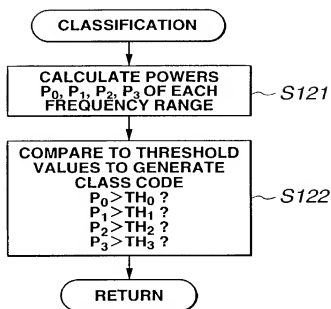 CLASSIFICATION
CALCULATE POWERS
P₀, P₁, P₂, P₃ OF EACH
FREQUENCY RANGE
S121
COMPARE TO THRESHOLD
VALUES TO GENERATE
CLASS CODE
P₀ > TH₀ ?
P₁ > TH₁ ?
P₂ > TH₂ ?
P₃ > TH₃ ?
S122
RETURN